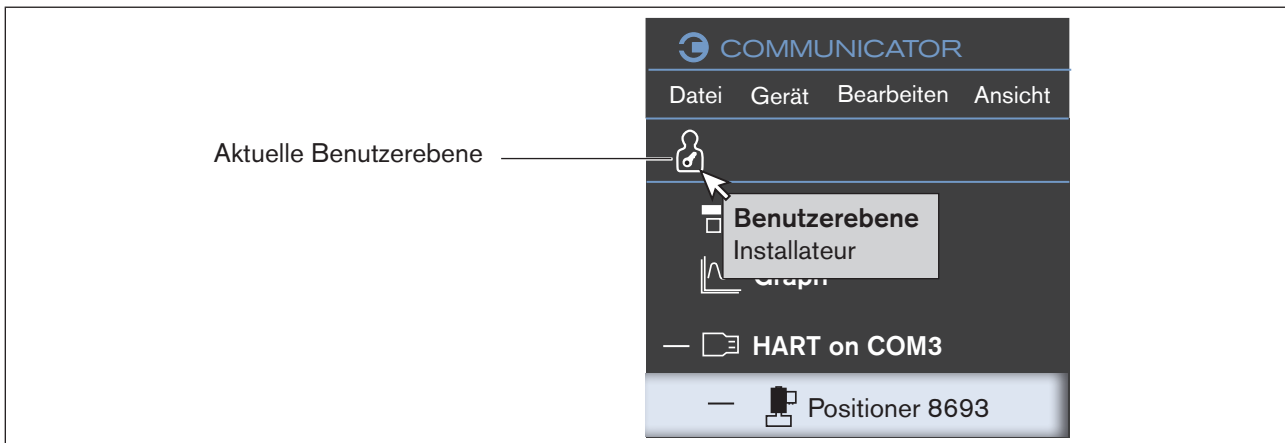 COMMUNICATOR
Datei Gerät Bearbeiten Ansicht
Aktuelle Benutzerebene
Benutzerebene
Installateur
Graph
HART on COM3
Positioner 8693